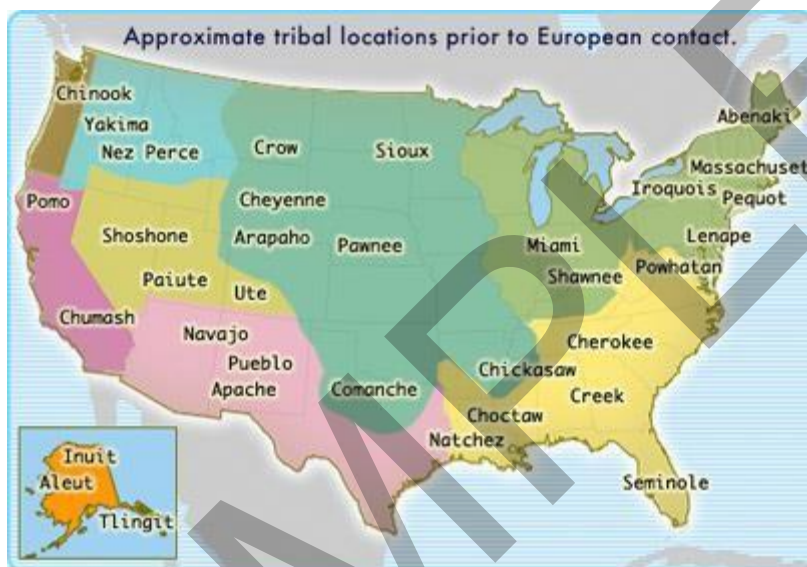 Approximate tribal locations prior to European contact.
Chinook
Yakima
Nez Perce
Crow
Sioux
Abenaki
Massachuset
Iroquois
Pequot
Pomo
Cheyenne
Shoshone
Arapaho
Pawnee
Miami
Lenape
Shawnee
Powhatan
Paiute
Ute
Chumash
Navajo
Cherokee
Pueblo
Chickasaw
Apache
Comanche
Creek
Choctaw
Natchez
Seminole
Inuit
Aleut
Tlingit